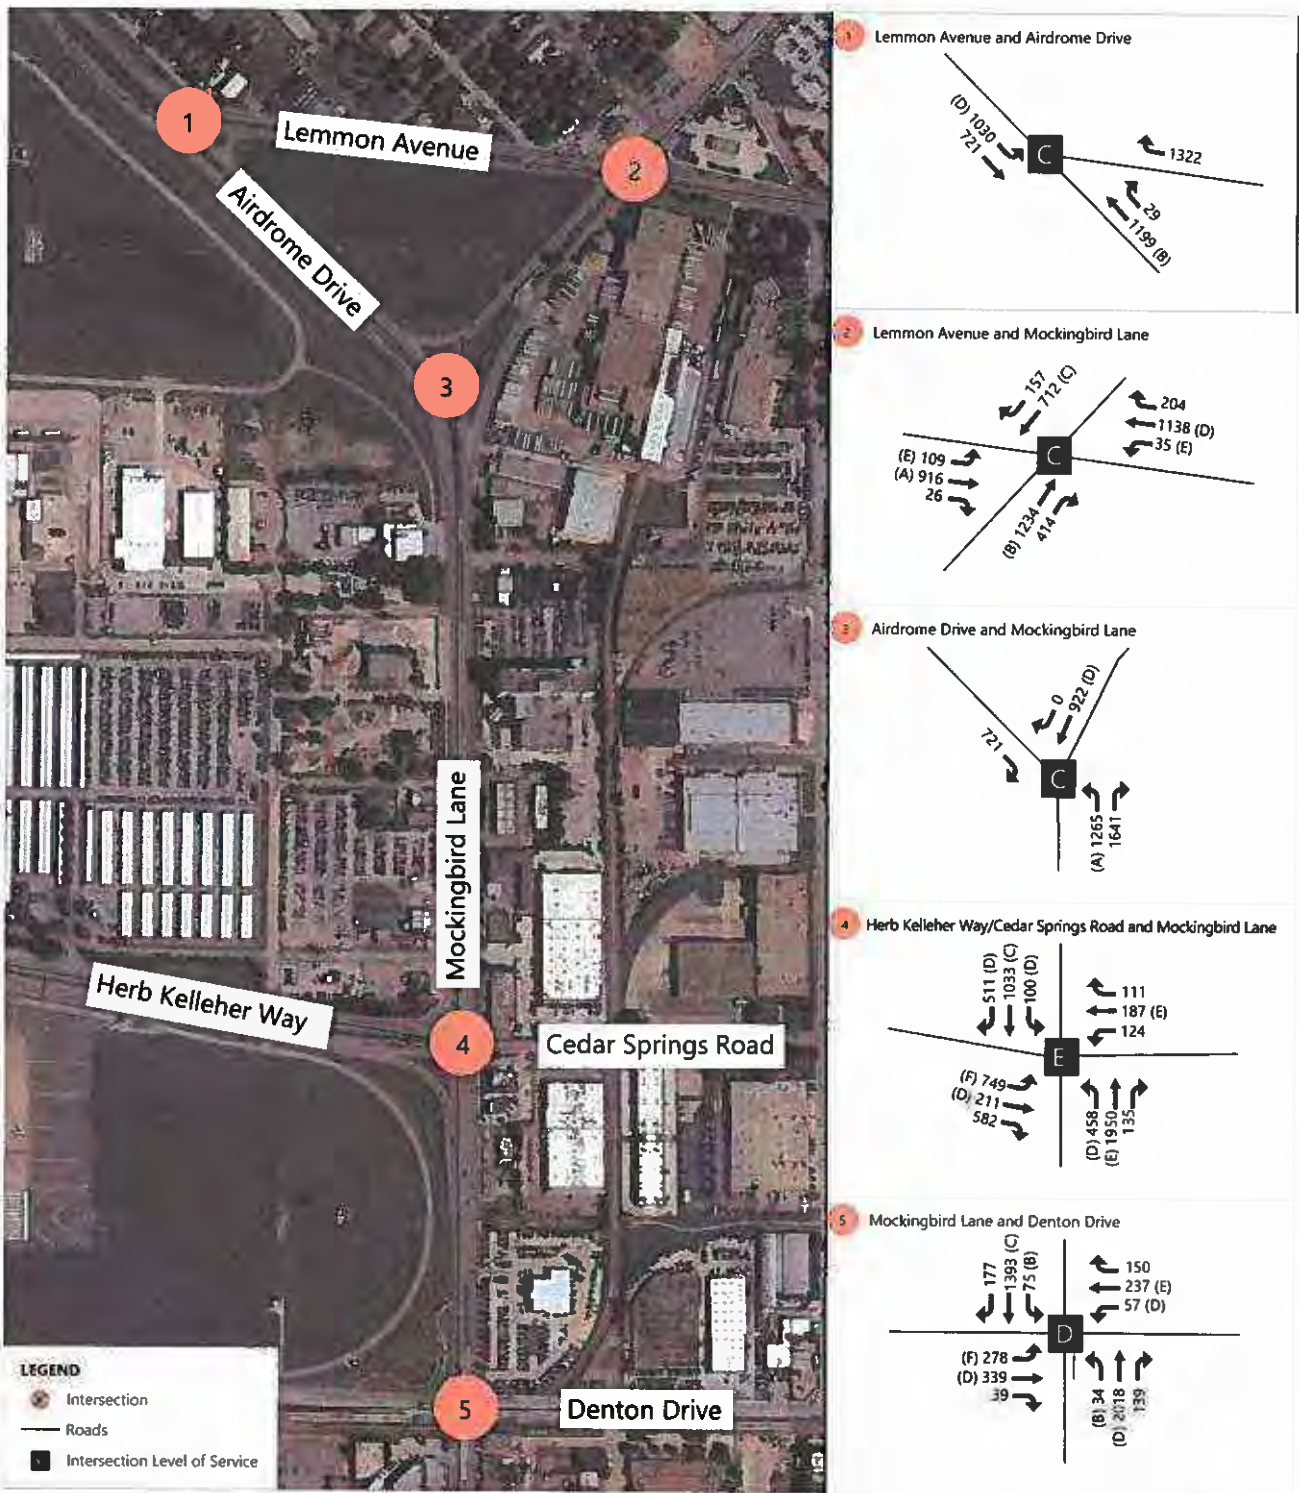 1
Lemmon Avenue
2
Airdrome Drive
3
Mockingbird Lane
Herb Kelleher Way
4
Cedar Springs Road
5
Denton Drive
LEGEND
Intersection
Roads
Intersection Level of Service
1 Lemmon Avenue and Airdrome Drive
(D) 1030
721
C
1322
29
1199 (B)
2 Lemmon Avenue and Mockingbird Lane
157
712 (C)
204
1138 (D)
35 (E)
C
(E) 109
(A) 916
26
(B) 1234
414
3 Airdrome Drive and Mockingbird Lane
0
922 (D)
721
C
(A) 1265
1641
4 Herb Kelleher Way/Cedar Springs Road and Mockingbird Lane
511 (D)
1033 (C)
100 (D)
111
187 (E)
124
E
(F) 749
(D) 211
582
(D) 458
(E) 1950
135
5 Mockingbird Lane and Denton Drive
177
1393 (C)
75 (B)
150
237 (E)
57 (D)
D
(F) 278
(D) 339
39
(B) 34
(D) 2018
139